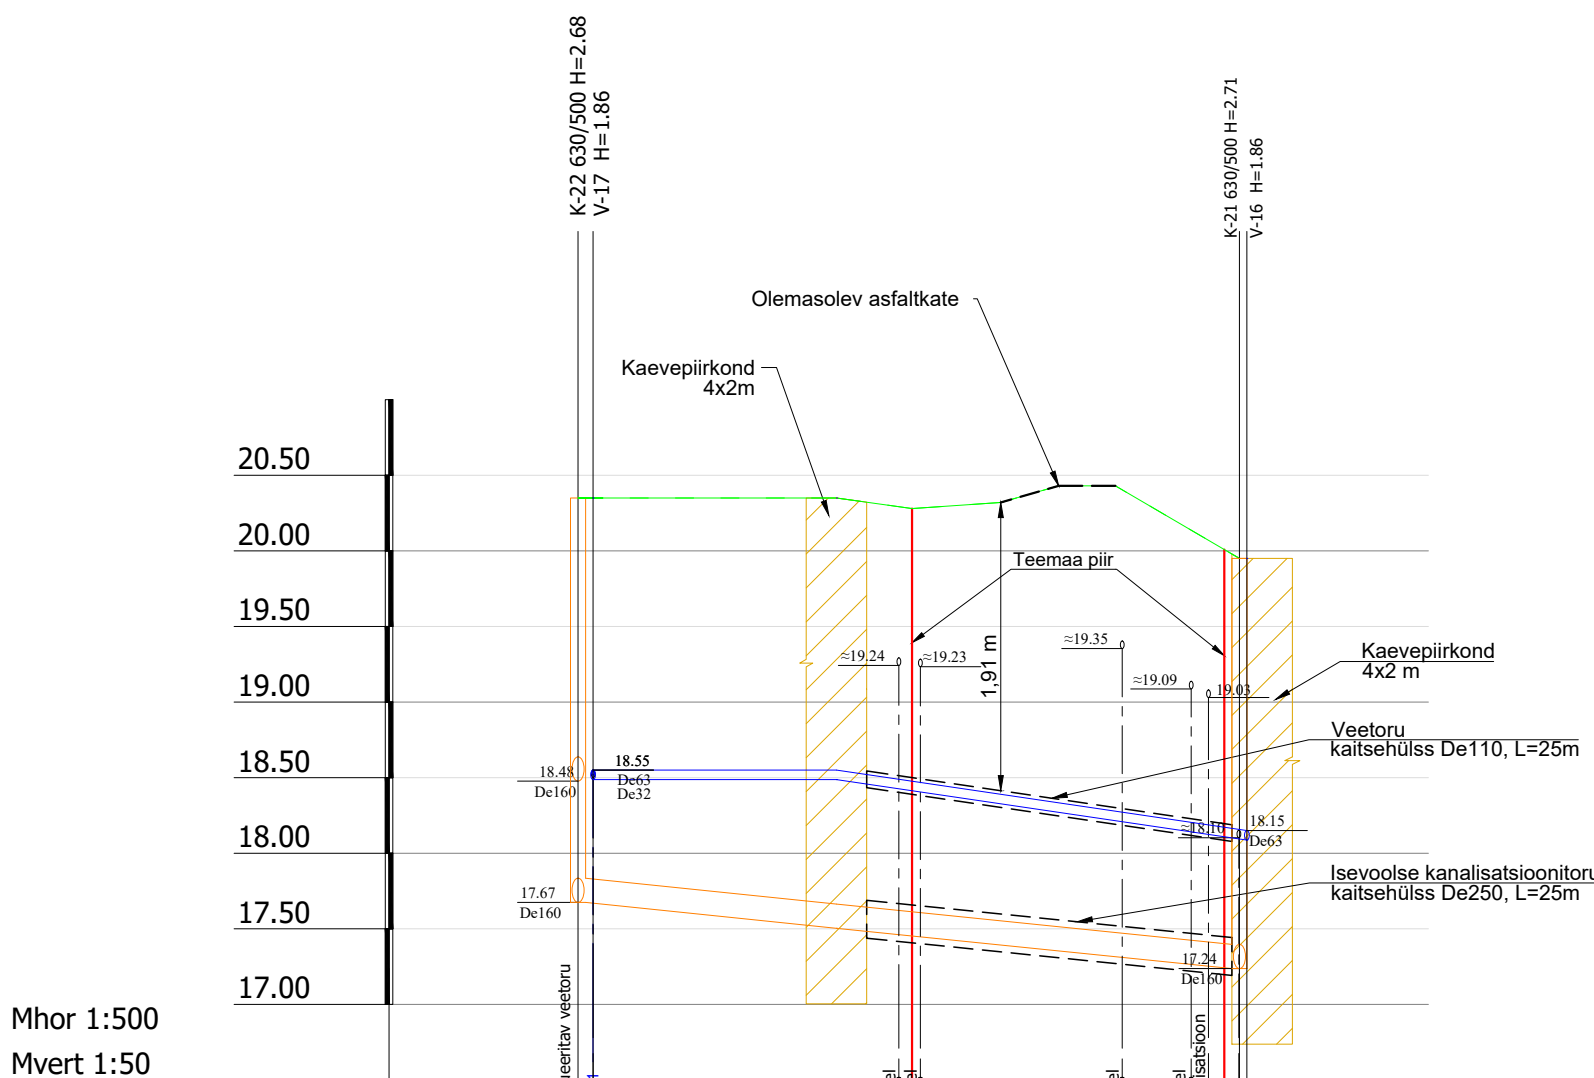 K-22 630/500 H=2.68
V-17 H=1.86
K-21 630/500 H=2.71
V-16 H=1.86
Olemasolev asfaltkate
Kaevepiirkond
4x2m
20.50
20.00
Teemaa piir
19.50
≈19.24
≈19.23
≈19.35
1,91 m
Kaevepiirkond
4x2 m
≈19.09
19.03
19.00
Veetoru
kaitsehülss De110, L=25m
18.50
18.48
De160
18.55
De63
De32
≈18.10
18.15
De63
18.00
Isevoolse kanalisatsioonitoru
kaitsehülss De250, L=25m
17.67
De160
17.50
17.24
De160
17.00
Mhor 1:500
Mvert 1:50
ueeritav veetoru
isatsioon